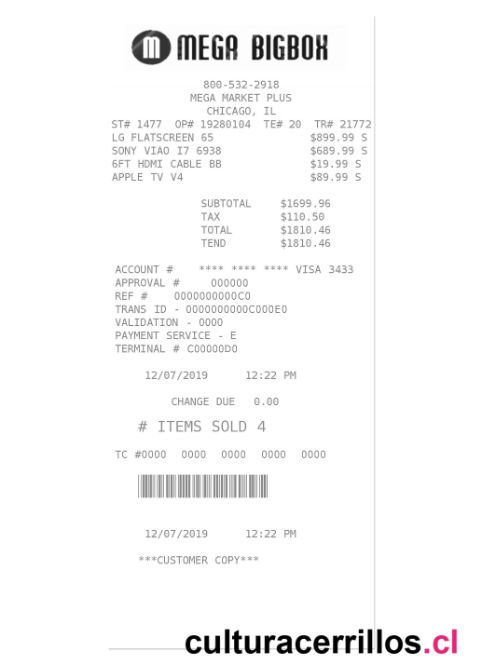 MEGA BIGBOX
800-532-2918
MEGA MARKET PLUS
CHICAGO, IL
ST# 1477 OP# 19280104 TE# 20 TR# 21772
LG FLATSCREEN 65 $899.99 S
SONY VIAO I7 6938 $689.99 S
6FT HDMI CABLE BB $19.99 S
APPLE TV V4 $89.99 S
SUBTOTAL $1699.96
TAX $110.50
TOTAL $1810.46
TEND $1810.46
ACCOUNT # **** **** **** VISA 3433
APPROVAL # 000000
REF # 0000000000C0
TRANS ID - 0000000000C000E0
VALIDATION - 0000
PAYMENT SERVICE - E
TERMINAL # C00000D0
12/07/2019 12:22 PM
CHANGE DUE 0.00
# ITEMS SOLD 4
TC #0000 0000 0000 0000 0000
12/07/2019 12:22 PM
***CUSTOMER COPY***
culturacerrillos.cl